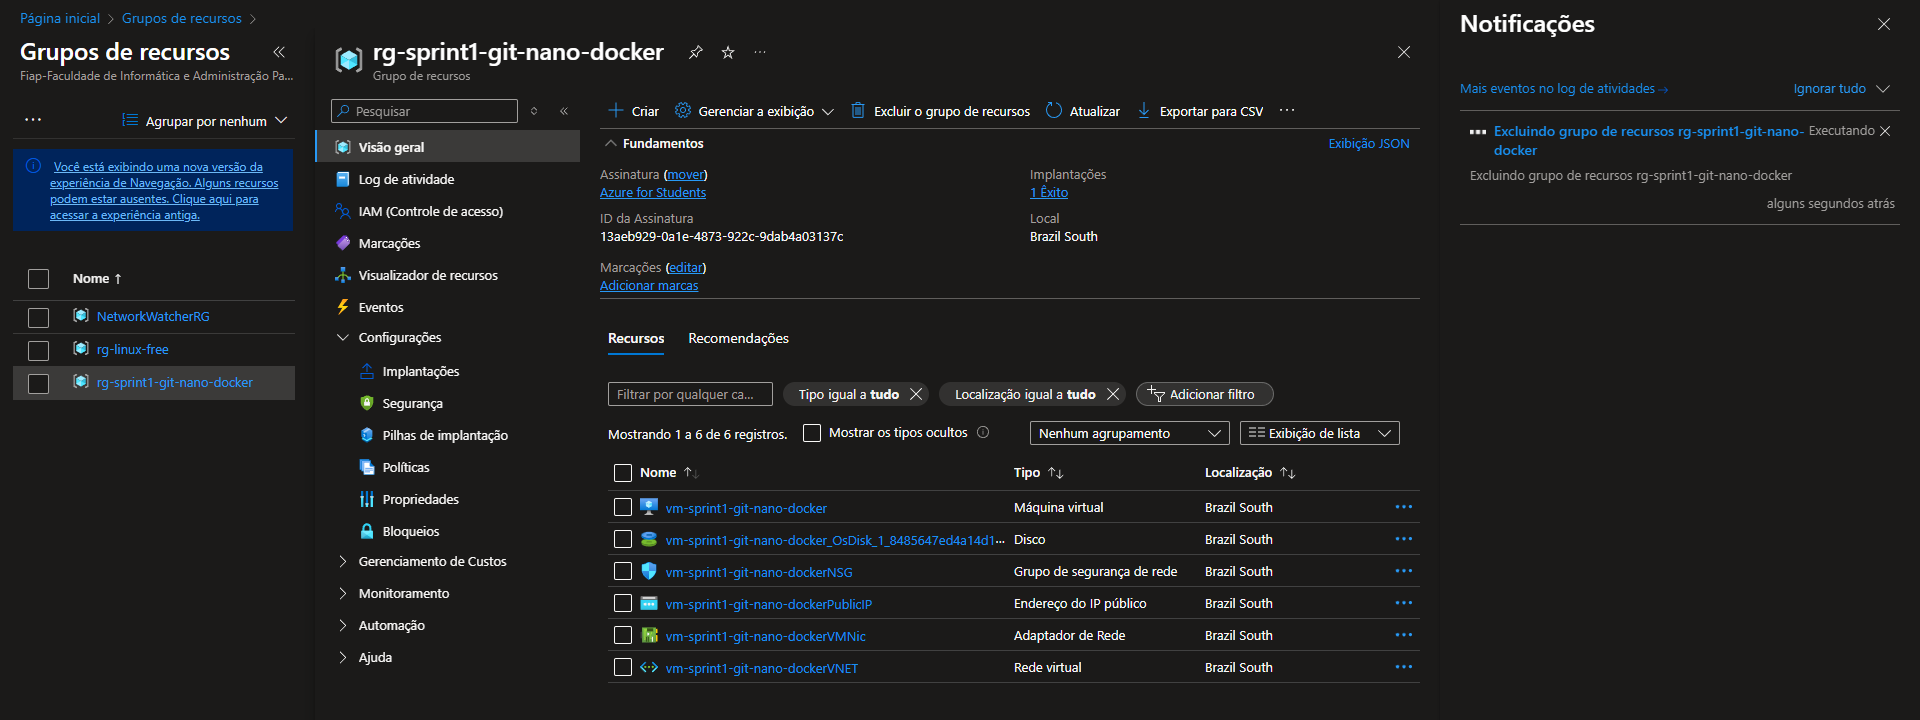 Página inicial > Grupos de recursos >
Grupos de recursos «
Fiap-Faculdade de Informática e Administração Pa...
... Agrupar por nenhum
Você está exibindo uma nova versão da
experiência de Navegação. Alguns recursos
podem estar ausentes. Clique aqui para
acessar a experiência antiga.
Nome ↑
NetworkWatcherRG
rg-linux-free
rg-sprint1-git-nano-docker
rg-sprint1-git-nano-docker ...
Grupo de recursos
Pesquisar «
Visão geral
Log de atividade
IAM (Controle de acesso)
Marcações
Visualizador de recursos
Eventos
Configurações
Implantações
Segurança
Pilhas de implantação
Políticas
Propriedades
Bloqueios
Gerenciamento de Custos
Monitoramento
Automação
Ajuda
Criar Gerenciar a exibição Excluir o grupo de recursos Atualizar Exportar para CSV ...
Fundamentos Exibição JSON
Assinatura (mover) Implantações
Azure for Students 1 Êxito
ID da Assinatura Local
13aeb929-0a1e-4873-922c-9dab4a03137c Brazil South
Marcações (editar)
Adicionar marcas
Recursos Recomendações
Filtrar por qualquer ca... Tipo igual a tudo Localização igual a tudo Adicionar filtro
Mostrando 1 a 6 de 6 registros. Mostrar os tipos ocultos Nenhum agrupamento Exibição de lista
Nome ↑↓ Tipo ↑↓ Localização ↑↓
vm-sprint1-git-nano-docker Máquina virtual Brazil South ...
vm-sprint1-git-nano-docker_OsDisk_1_8485647ed4a14d1... Disco Brazil South ...
vm-sprint1-git-nano-dockerNSG Grupo de segurança de rede Brazil South ...
vm-sprint1-git-nano-dockerPublicIP Endereço do IP público Brazil South ...
vm-sprint1-git-nano-dockerVMNic Adaptador de Rede Brazil South ...
vm-sprint1-git-nano-dockerVNET Rede virtual Brazil South ...
Notificações
Mais eventos no log de atividades → Ignorar tudo
Excluindo grupo de recursos rg-sprint1-git-nano- Executando
docker
Excluindo grupo de recursos rg-sprint1-git-nano-docker
alguns segundos atrás